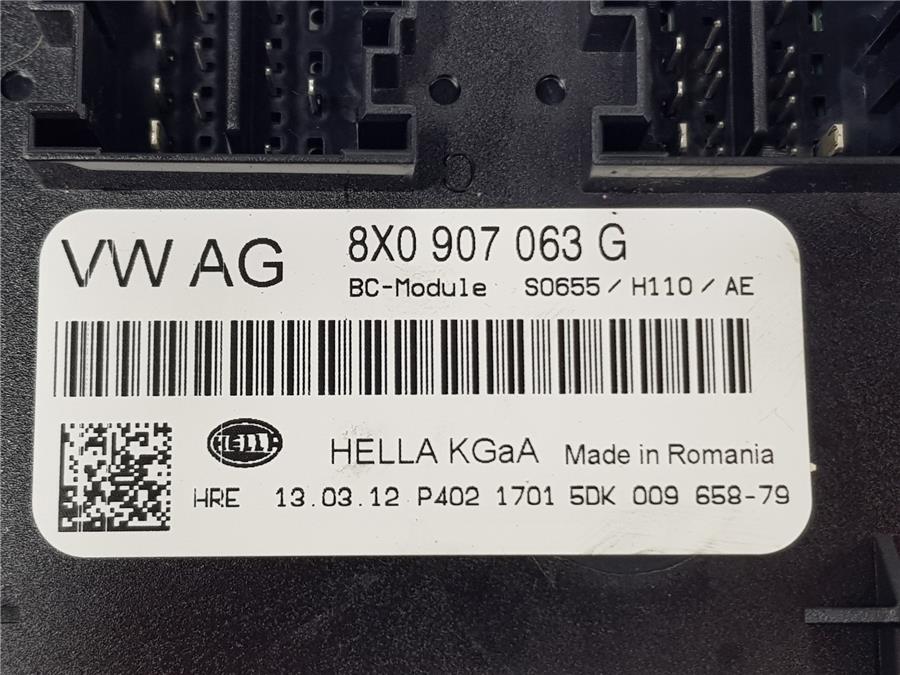 VW AG 8X0 907 063 G
BC-Module S0655 / H110 / AE
HELLA HELLA KGaA Made in Romania
HRE 13.03.12 P402 1701 5DK 009 658-79